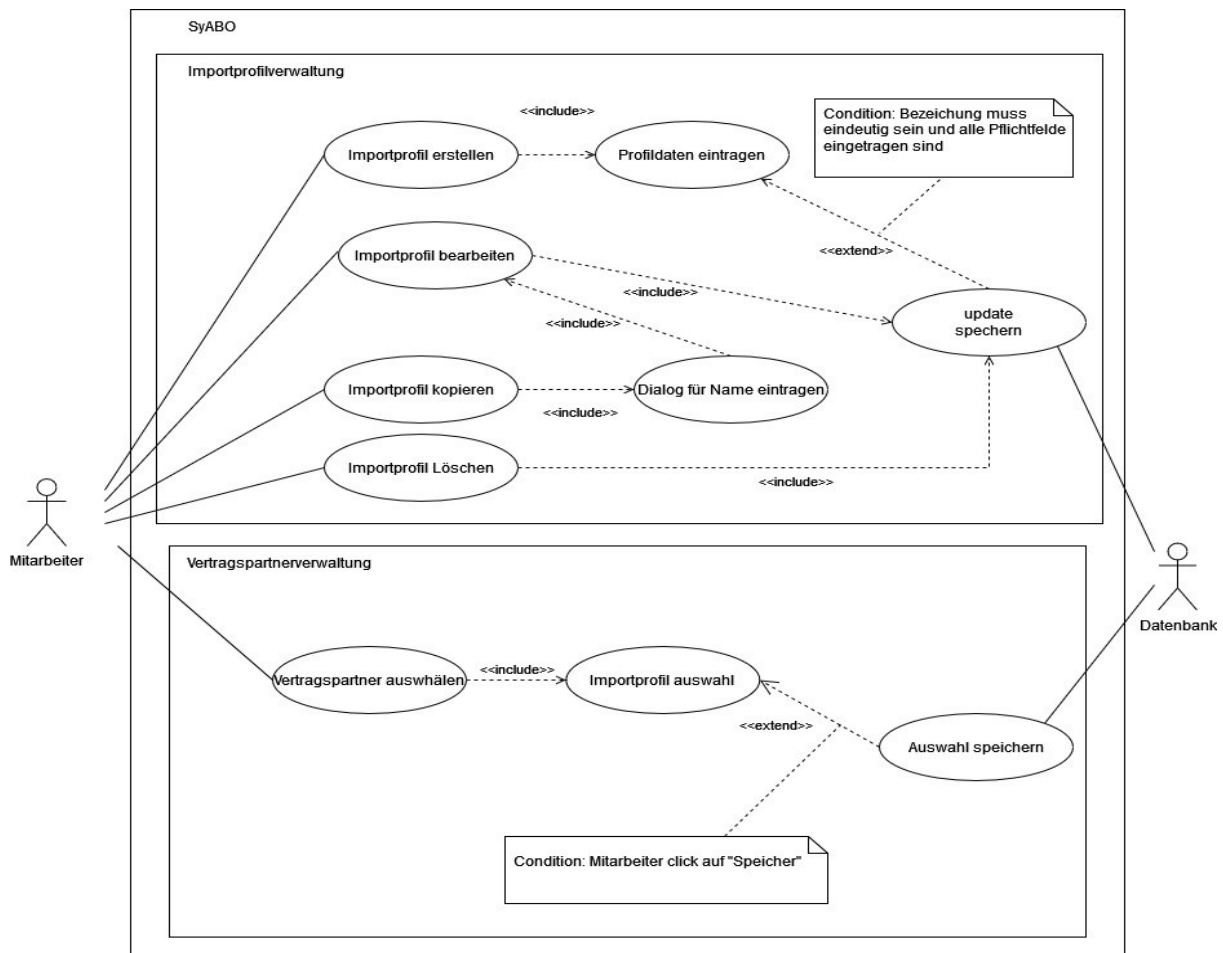 SyABO
Importprofilverwaltung
<<include>>
Condition: Bezeichung muss
eindeutig sein und alle Pflichtfelde
eingetragen sind
Importprofil erstellen
Profildaten eintragen
<<extend>>
Importprofil bearbeiten
<<include>>
<<include>>
update
spechern
Importprofil kopieren
<<include>>
Dialog für Name eintragen
Importprofil Löschen
<<include>>
Mitarbeiter
Datenbank
Vertragspartnerverwaltung
Vertragspartner auswhälen
<<include>>
Importprofil auswahl
<<extend>>
Auswahl speichern
Condition: Mitarbeiter click auf "Speicher"